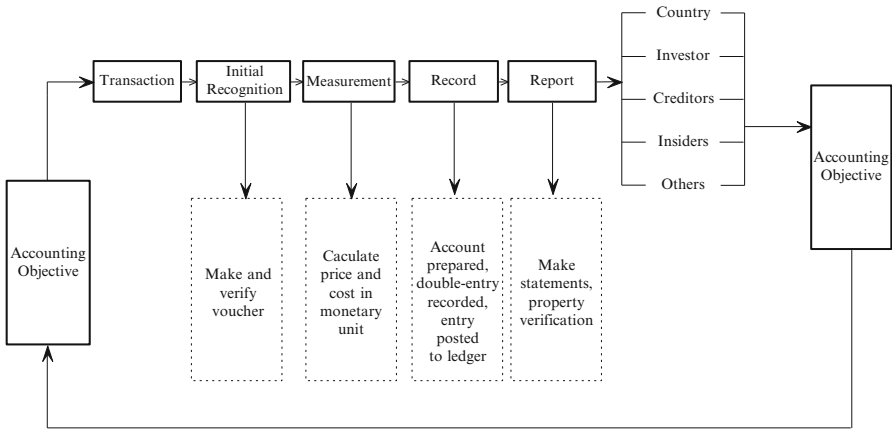 Country
Investor
Creditors
Insiders
Others
Transaction
Initial
Recognition
Measurement
Record
Report
Accounting
Objective
Accounting
Objective
Make and
verify
voucher
Caculate
price and
cost in
monetary
unit
Account
prepared,
double-entry
recorded,
entry
posted
to ledger
Make
statements,
property
verification